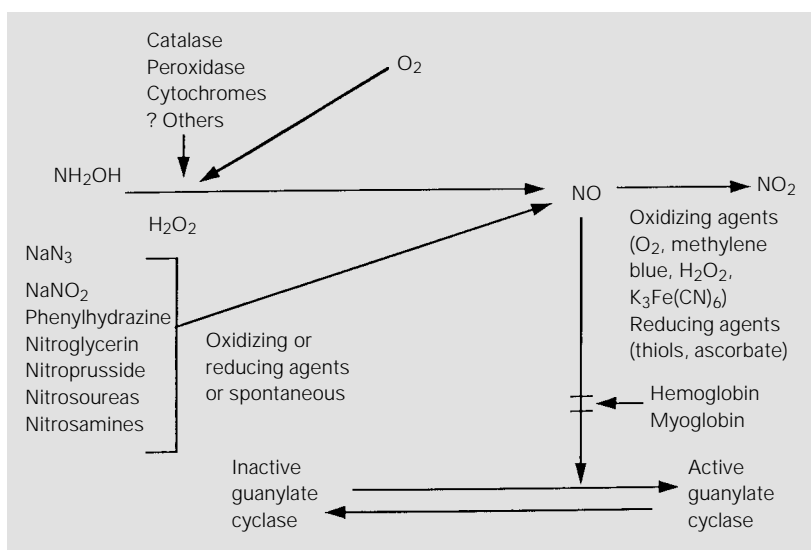 Catalase
Peroxidase
Cytochromes
? Others
O₂
NH₂OH
H₂O₂
NO
NO₂
NaN₃
NaNO₂
Phenylhydrazine
Nitroglycerin
Nitroprusside
Nitrosoureas
Nitrosamines
Oxidizing or
reducing agents
or spontaneous
Oxidizing agents
(O₂, methylene
blue, H₂O₂,
K₃Fe(CN)₆)
Reducing agents
(thiols, ascorbate)
Hemoglobin
Myoglobin
Inactive
guanylate
cyclase
Active
guanylate
cyclase